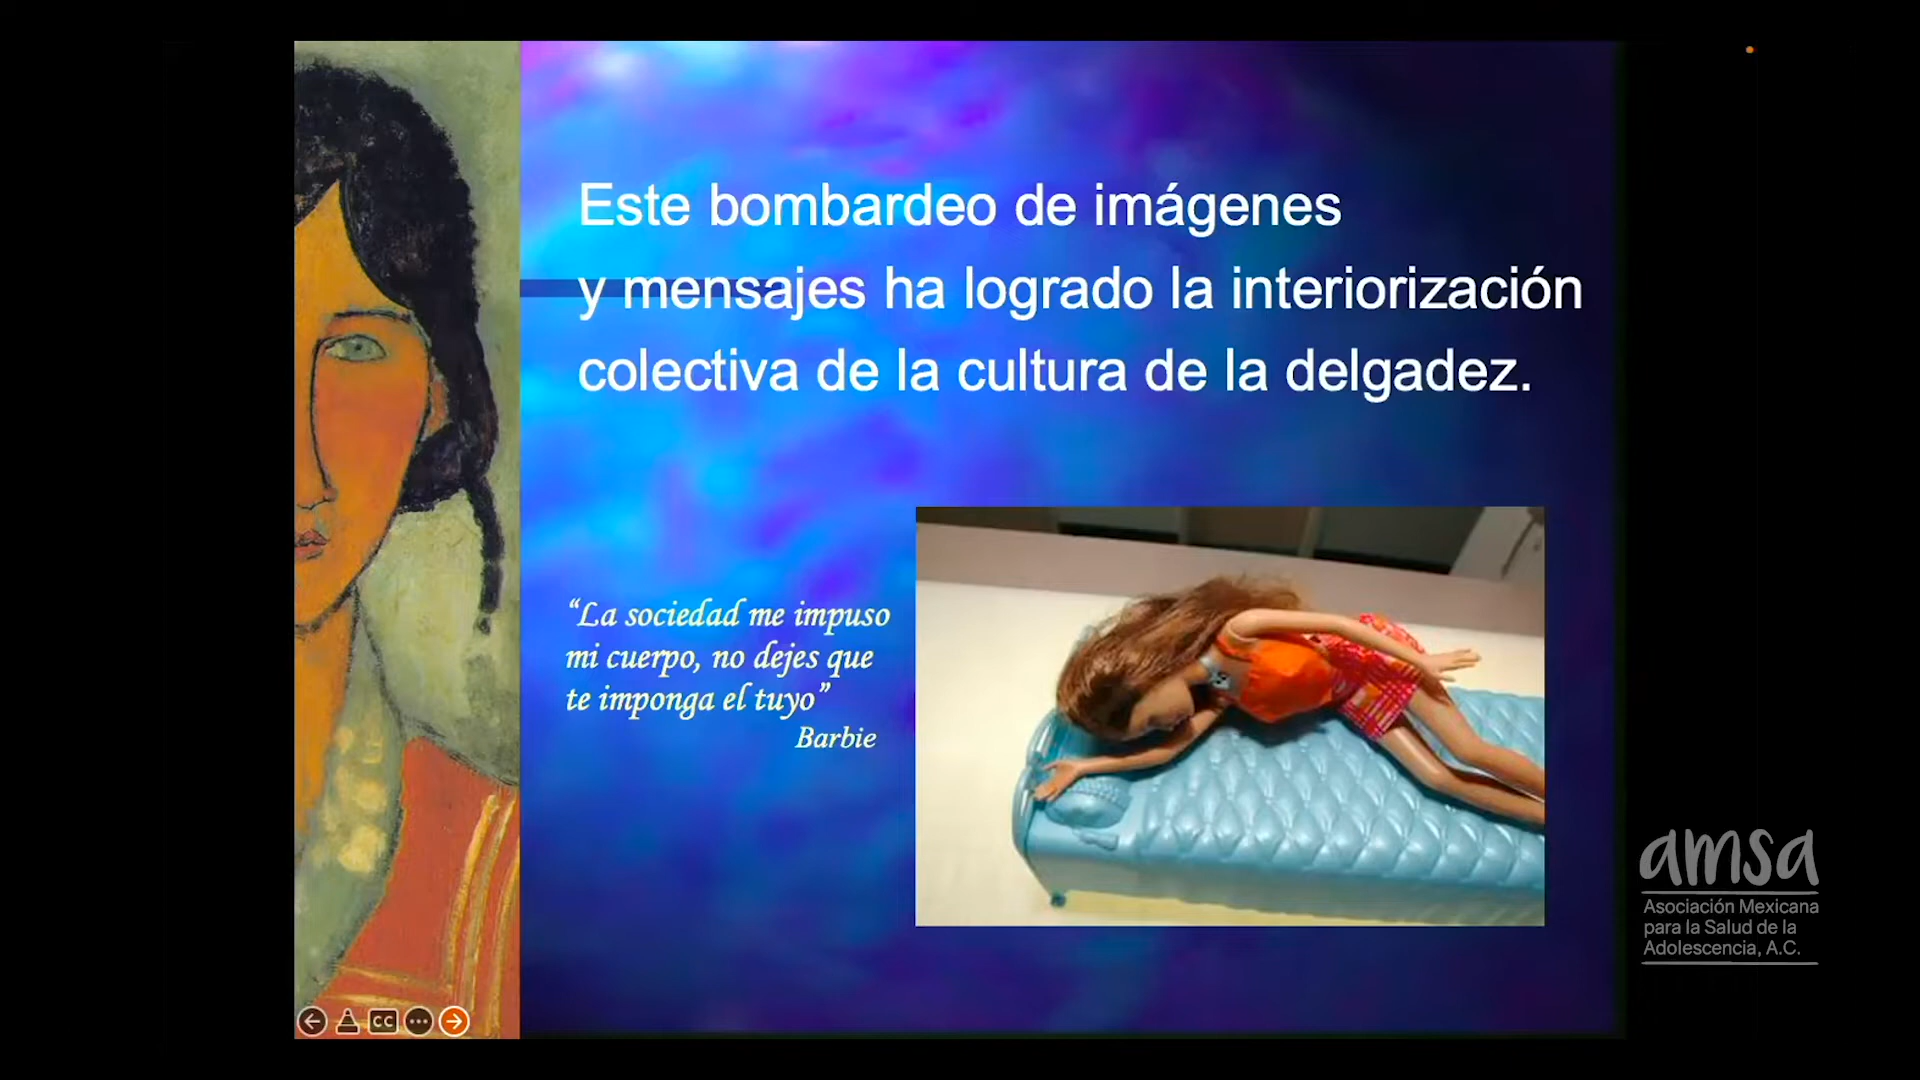 Este bombardeo de imágenes
y mensajes ha logrado la interiorización
colectiva de la cultura de la delgadez.
“La sociedad me impuso
mi cuerpo, no dejes que
te imponga el tuyo”
Barbie
amsa
Asociación Mexicana
para la Salud de la
Adolescencia, A.C.
CC